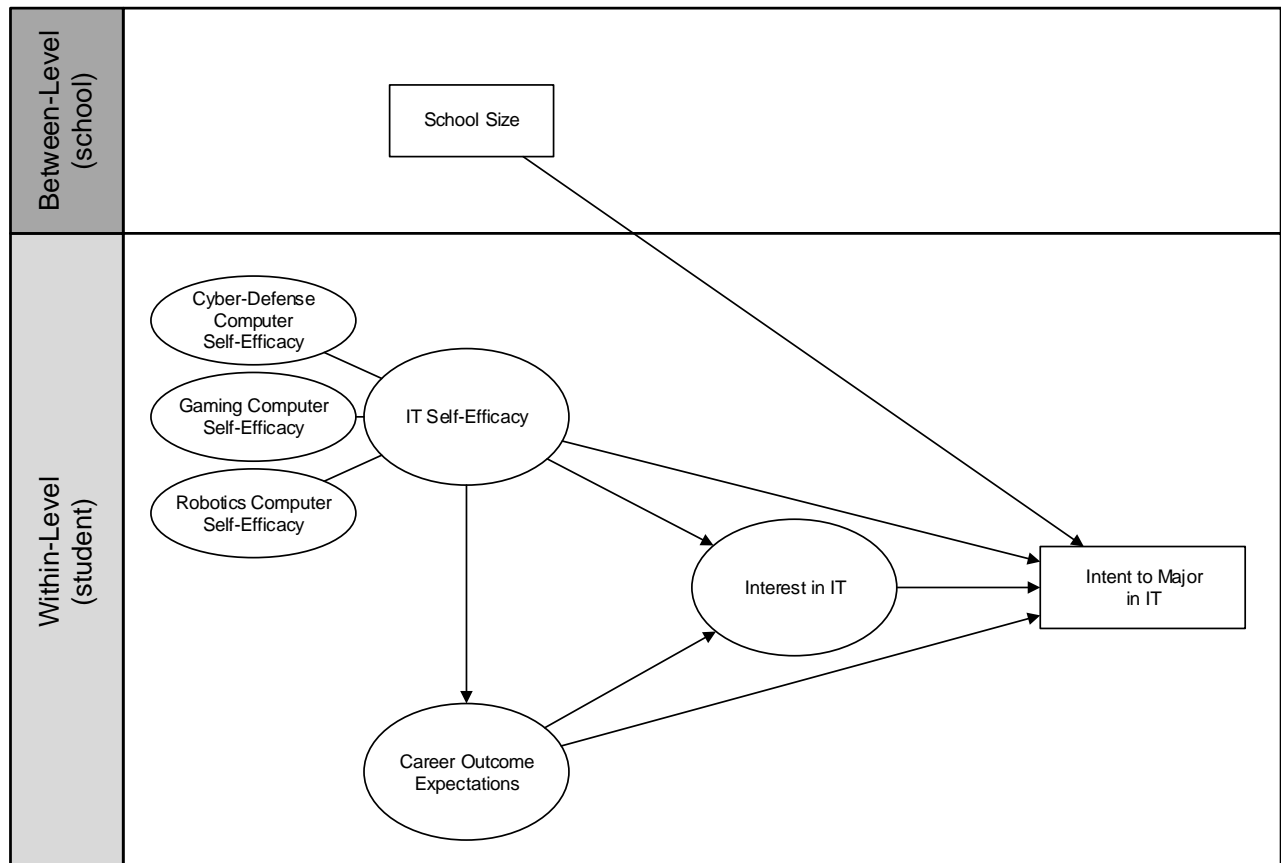 Between-Level
(school)
School Size
Within-Level
(student)
Cyber-Defense
Computer
Self-Efficacy
Gaming Computer
Self-Efficacy
Robotics Computer
Self-Efficacy
IT Self-Efficacy
Interest in IT
Intent to Major
in IT
Career Outcome
Expectations